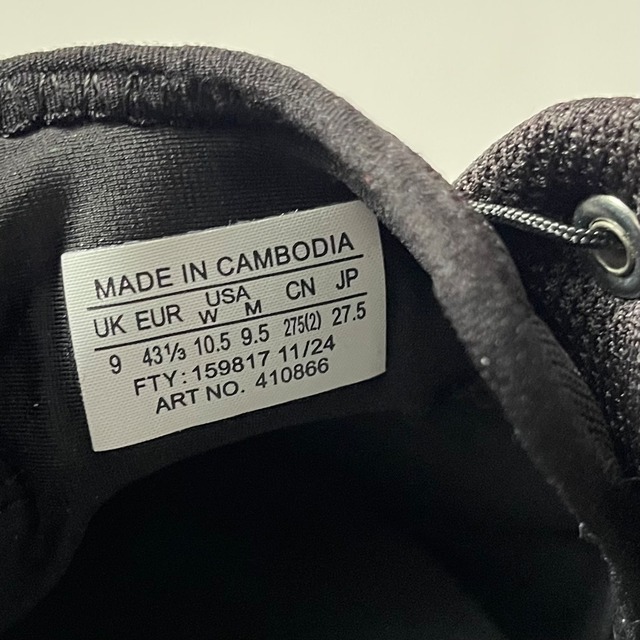 MADE IN CAMBODIA
UK EUR USA W M CN JP
9 43⅓ 10.5 9.5 275(2) 27.5
FTY: 159817 11/24
ART NO. 410866